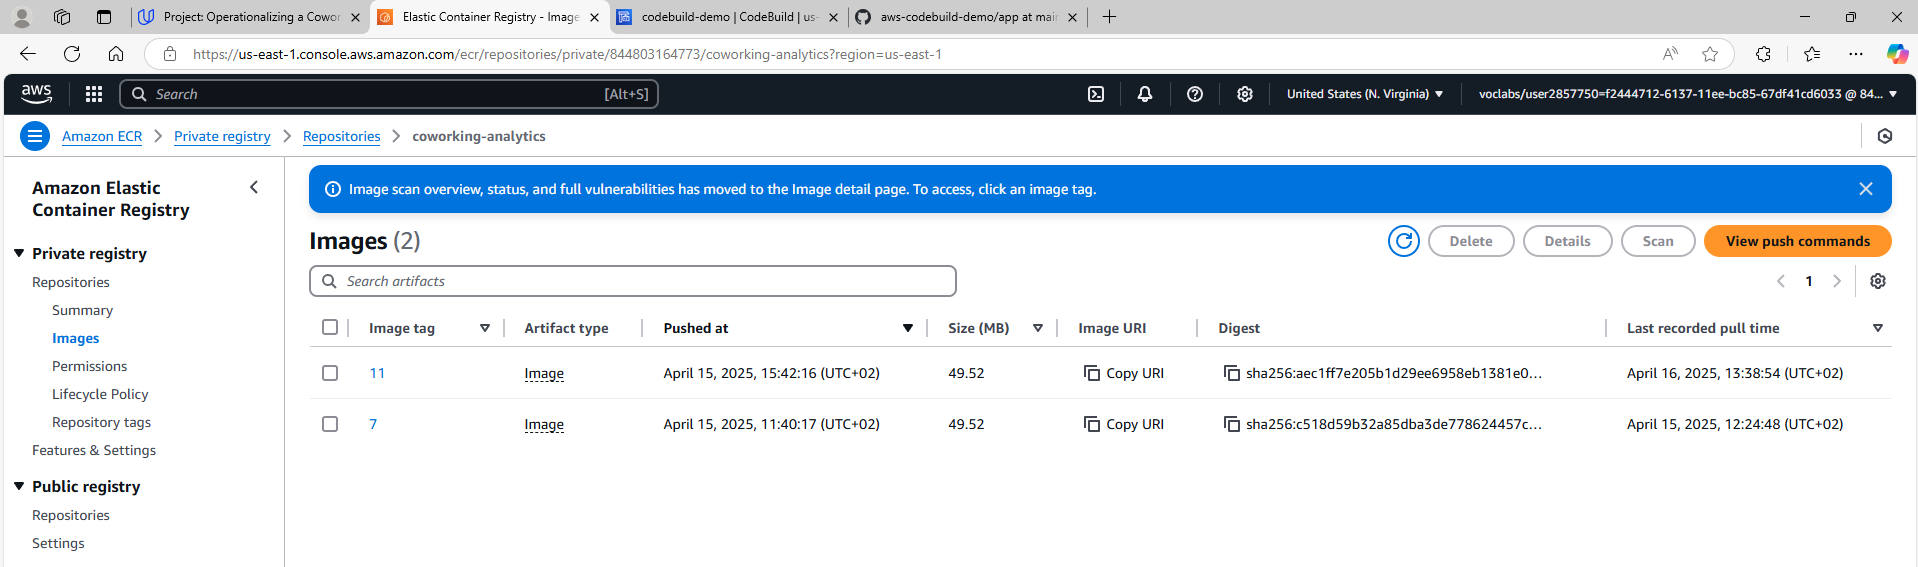 Project: Operationalizing a Cowor
Elastic Container Registry - Image
codebuild-demo | CodeBuild | us-
aws-codebuild-demo/app at main
https://us-east-1.console.aws.amazon.com/ecr/repositories/private/844803164773/coworking-analytics?region=us-east-1
aws
Search [Alt+S]
United States (N. Virginia)
voclabs/user2857750=f2444712-6137-11ee-bc85-67df41cd6033 @ 84...
Amazon ECR
Private registry
Repositories
coworking-analytics
Amazon Elastic
Container Registry
Private registry
Repositories
Summary
Images
Permissions
Lifecycle Policy
Repository tags
Features & Settings
Public registry
Repositories
Settings
Image scan overview, status, and full vulnerabilities has moved to the Image detail page. To access, click an image tag.
Images (2)
Delete
Details
Scan
View push commands
Search artifacts
1
Image tag Artifact type Pushed at Size (MB) Image URI Digest Last recorded pull time
11 Image April 15, 2025, 15:42:16 (UTC+02) 49.52 Copy URI sha256:aec1ff7e205b1d29ee6958eb1381e0... April 16, 2025, 13:38:54 (UTC+02)
7 Image April 15, 2025, 11:40:17 (UTC+02) 49.52 Copy URI sha256:c518d59b32a85dba3de778624457c... April 15, 2025, 12:24:48 (UTC+02)